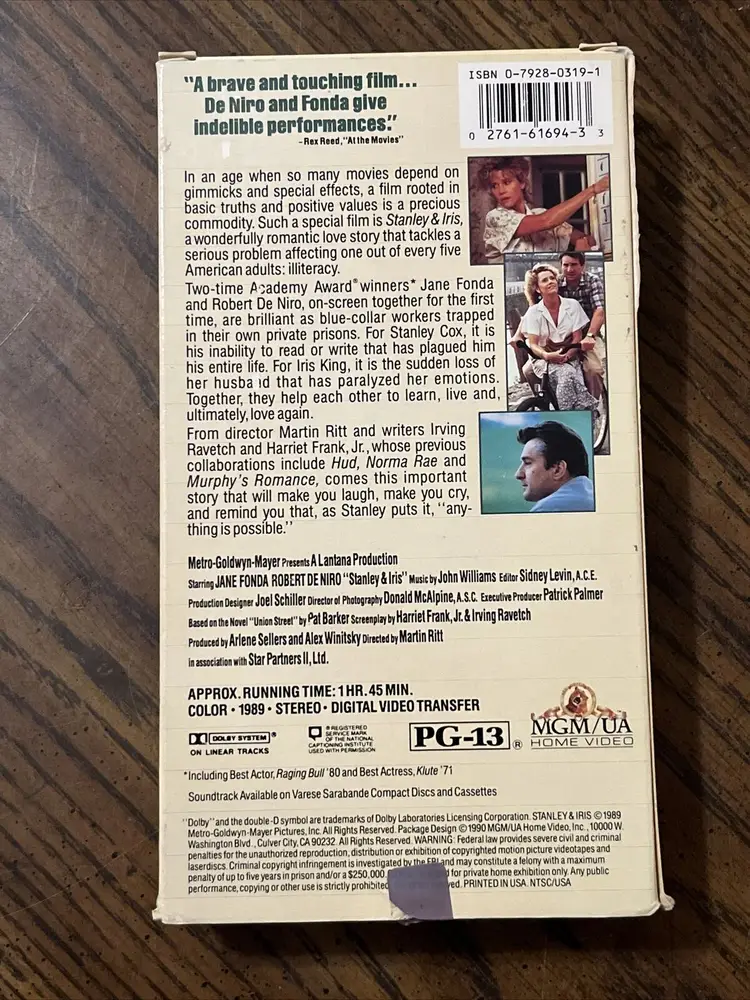 "A brave and touching film...
De Niro and Fonda give
indelible performances."
-Rex Reed, "At the Movies"
ISBN 0-7928-0319-1
0 2761-61694-3 3
In an age when so many movies depend on
gimmicks and special effects, a film rooted in
basic truths and positive values is a precious
commodity. Such a special film is Stanley & Iris,
a wonderfully romantic love story that tackles a
serious problem affecting one out of every five
American adults: illiteracy.
Two-time Academy Award® winners* Jane Fonda
and Robert De Niro, on-screen together for the first
time, are brilliant as blue-collar workers trapped
in their own private prisons. For Stanley Cox, it is
his inability to read or write that has plagued him
his entire life. For Iris King, it is the sudden loss of
her husba d that has paralyzed her emotions.
Together, they help each other to learn, live and,
ultimately, love again.
From director Martin Ritt and writers Irving
Ravetch and Harriet Frank, Jr., whose previous
collaborations include Hud, Norma Rae and
Murphy's Romance, comes this important
story that will make you laugh, make you cry,
and remind you that, as Stanley puts it, "any-
thing is possible."
Metro-Goldwyn-Mayer Presents A Lantana Production
Starring JANE FONDA ROBERT DE NIRO "Stanley & Iris" Music by John Williams Editor Sidney Levin, A.C.E.
Production Designer Joel Schiller Director of Photography Donald McAlpine, A.S.C. Executive Producer Patrick Palmer
Based on the Novel "Union Street" by Pat Barker Screenplay by Harriet Frank, Jr. & Irving Ravetch
Produced by Arlene Sellers and Alex Winitsky Directed by Martin Ritt
in association with Star Partners II, Ltd.
APPROX. RUNNING TIME: 1 HR. 45 MIN.
COLOR • 1989 • STEREO • DIGITAL VIDEO TRANSFER
DOLBY SYSTEM®
ON LINEAR TRACKS
® REGISTERED
SERVICE MARK
OF THE NATIONAL
CAPTIONING INSTITUTE
USED WITH PERMISSION
PG-13 ®
MGM/UA
HOME VIDEO
*Including Best Actor, Raging Bull '80 and Best Actress, Klute '71
Soundtrack Available on Varese Sarabande Compact Discs and Cassettes
"Dolby" and the double-D symbol are trademarks of Dolby Laboratories Licensing Corporation. STANLEY & IRIS © 1989
Metro-Goldwyn-Mayer Pictures, Inc. All Rights Reserved. Package Design © 1990 MGM/UA Home Video, Inc., 10000 W.
Washington Blvd., Culver City, CA 90232. All Rights Reserved. WARNING: Federal law provides severe civil and criminal
penalties for the unauthorized reproduction, distribution or exhibition of copyrighted motion picture videotapes and
laserdiscs. Criminal copyright infringement is investigated by the FBI and may constitute a felony with a maximum
penalty of up to five years in prison and/or a $250,000. for private home exhibition only. Any public
performance, copying or other use is strictly prohibited PRINTED IN USA. NTSC/USA